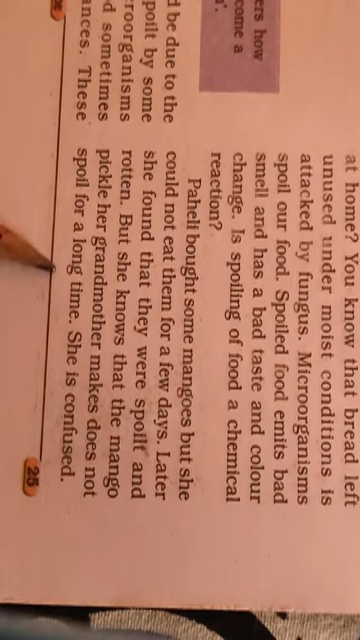 ers how
come a
n'.
d be due to the
poilt by some
roorganisms
d sometimes
ances. These
at home? You know that bread left
unused under moist conditions is
attacked by fungus. Microorganisms
spoil our food. Spoiled food emits bad
smell and has a bad taste and colour
change. Is spoiling of food a chemical
reaction?
Paheli bought some mangoes but she
could not eat them for a few days. Later
she found that they were spoilt and
rotten. But she knows that the mango
pickle her grandmother makes does not
spoil for a long time. She is confused.
25